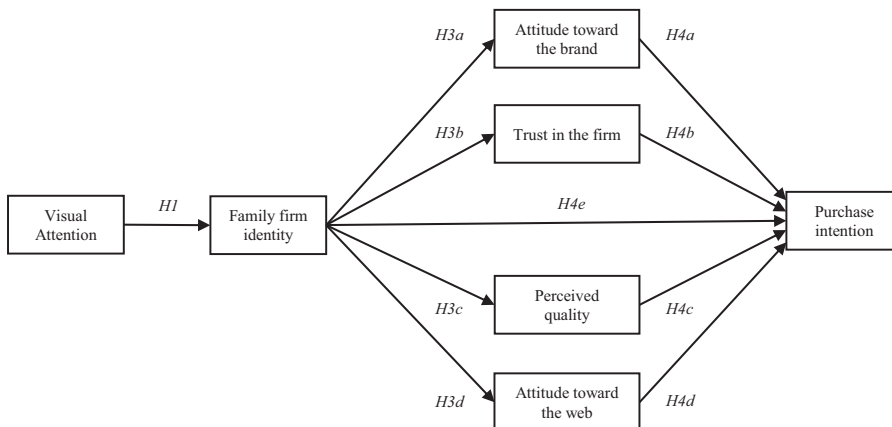 H3a
Attitude toward
the brand
H4a
H3b
Trust in the firm
H4b
Visual
Attention
H1
Family firm
identity
H4e
Purchase
intention
H3c
Perceived
quality
H4c
H3d
Attitude toward
the web
H4d